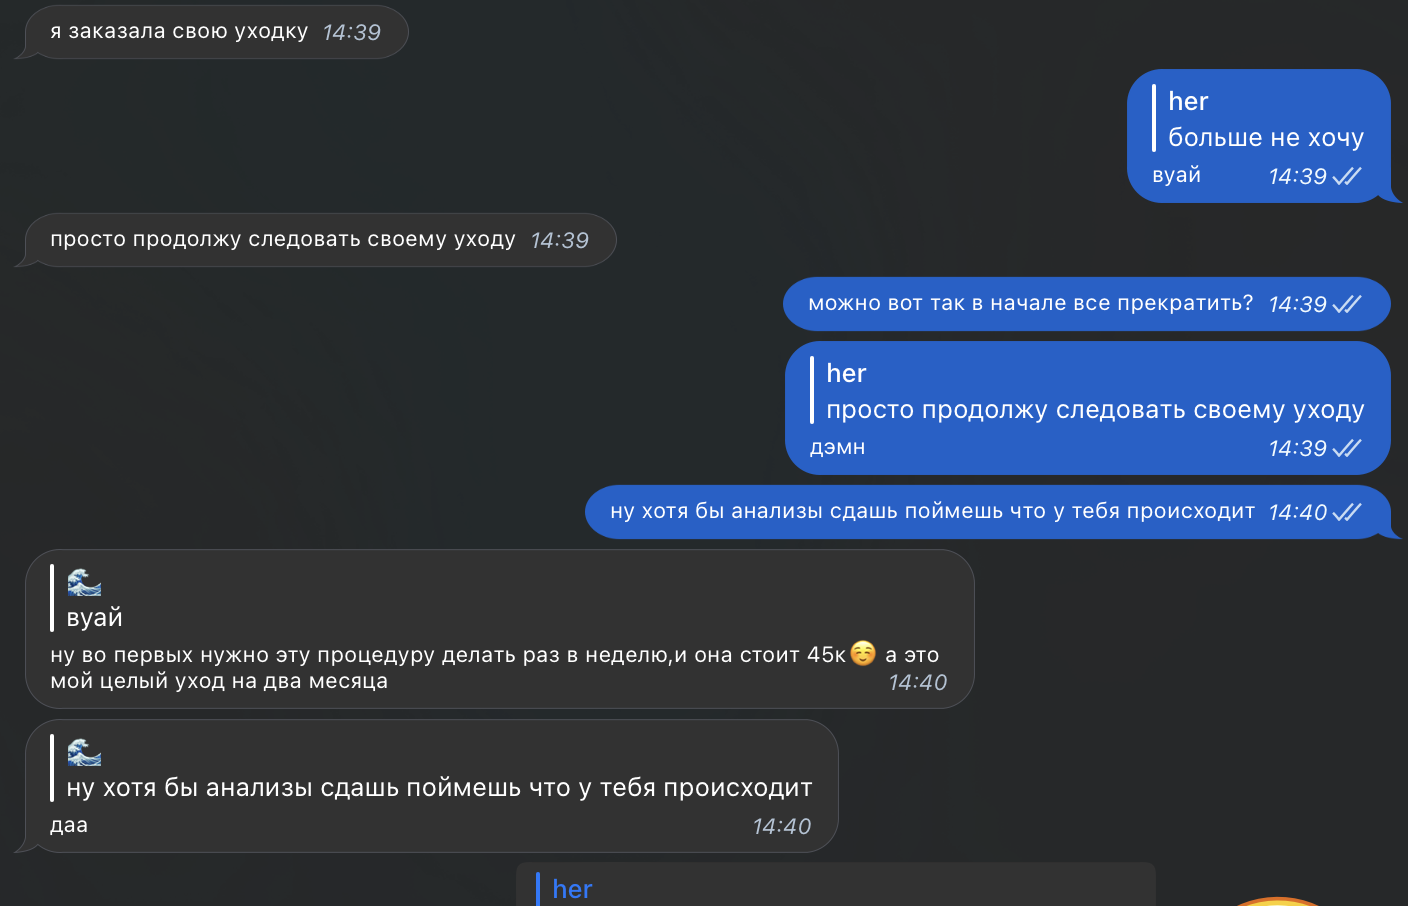 я заказала свою уходку 14:39
her
больше не хочу
вуай 14:39
просто продолжу следовать своему уходу 14:39
можно вот так в начале все прекратить? 14:39
her
просто продолжу следовать своему уходу
дэмн 14:39
ну хотя бы анализы сдашь поймешь что у тебя происходит 14:40
🌊
вуай
ну во первых нужно эту процедуру делать раз в неделю,и она стоит 45к☺️ а это
мой целый уход на два месяца 14:40
🌊
ну хотя бы анализы сдашь поймешь что у тебя происходит
даа 14:40
her